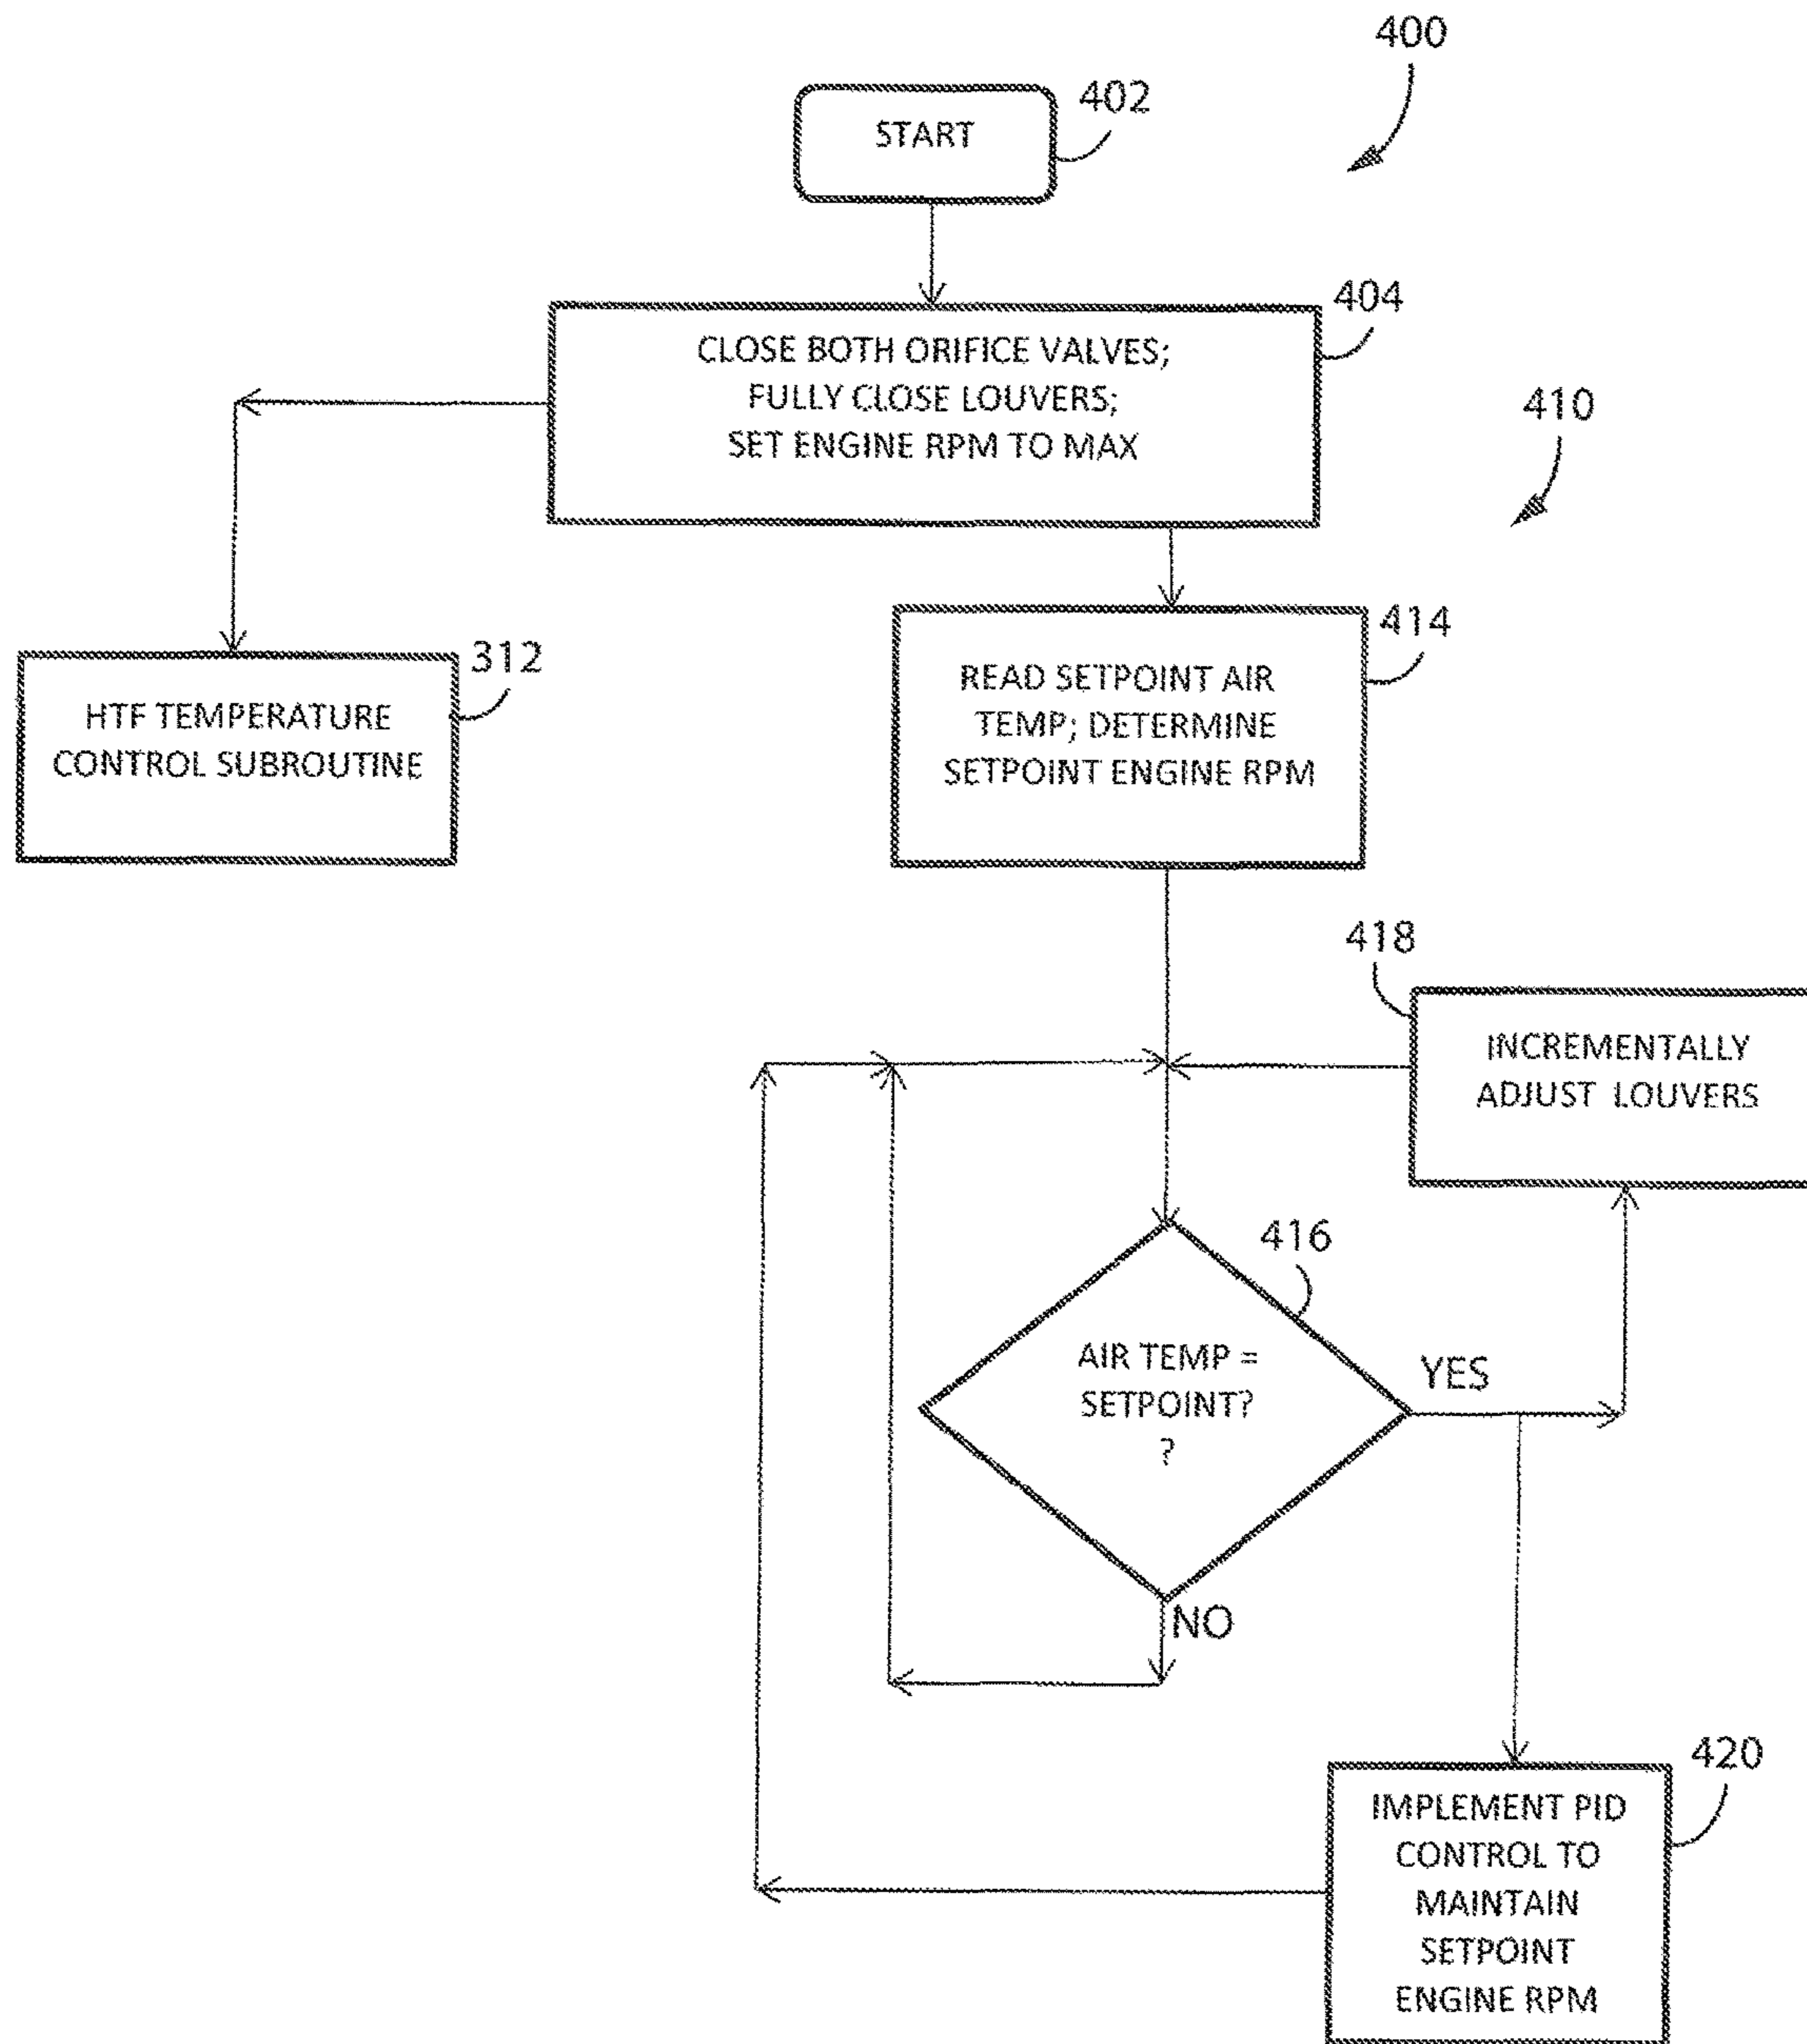 400
START
402
CLOSE BOTH ORIFICE VALVES;
FULLY CLOSE LOUVERS;
SET ENGINE RPM TO MAX
404
410
HTF TEMPERATURE
CONTROL SUBROUTINE
312
READ SETPOINT AIR
TEMP; DETERMINE
SETPOINT ENGINE RPM
414
418
INCREMENTALLY
ADJUST LOUVERS
416
AIR TEMP =
SETPOINT?
?
YES
NO
420
IMPLEMENT PID
CONTROL TO
MAINTAIN
SETPOINT
ENGINE RPM